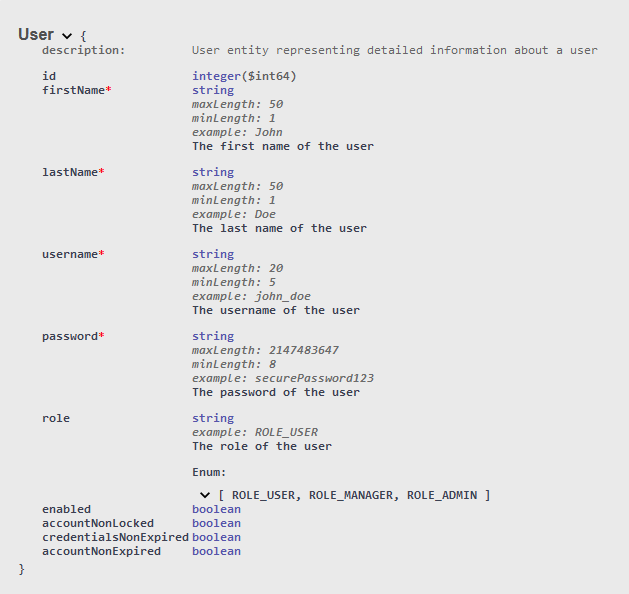 User {
description: User entity representing detailed information about a user
id integer($int64)
firstName* string
maxLength: 50
minLength: 1
example: John
The first name of the user
lastName* string
maxLength: 50
minLength: 1
example: Doe
The last name of the user
username* string
maxLength: 20
minLength: 5
example: john_doe
The username of the user
password* string
maxLength: 2147483647
minLength: 8
example: securePassword123
The password of the user
role string
example: ROLE_USER
The role of the user
Enum:
[ ROLE_USER, ROLE_MANAGER, ROLE_ADMIN ]
enabled boolean
accountNonLocked boolean
credentialsNonExpired boolean
accountNonExpired boolean
}